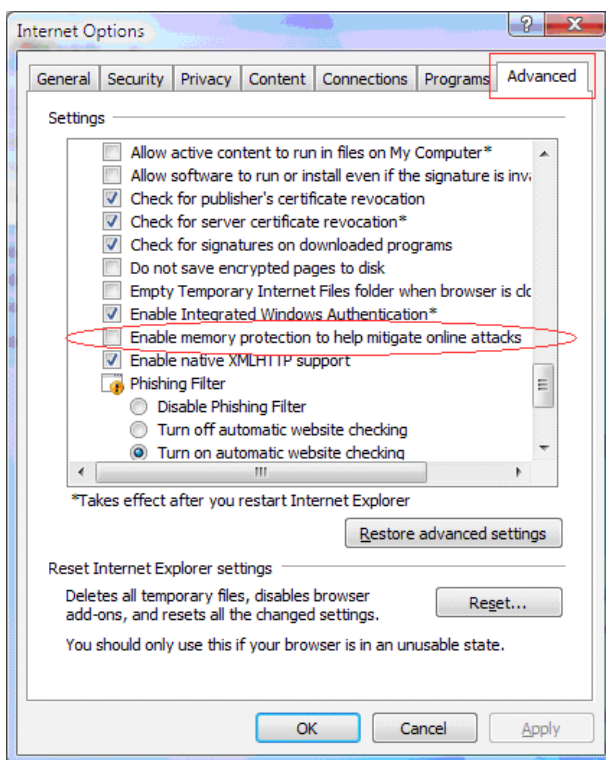 Internet Options
General Security Privacy Content Connections Programs Advanced
Settings
Allow active content to run in files on My Computer*
Allow software to run or install even if the signature is inva
Check for publisher's certificate revocation
Check for server certificate revocation*
Check for signatures on downloaded programs
Do not save encrypted pages to disk
Empty Temporary Internet Files folder when browser is clo
Enable Integrated Windows Authentication*
Enable memory protection to help mitigate online attacks
Enable native XMLHTTP support
Phishing Filter
Disable Phishing Filter
Turn off automatic website checking
Turn on automatic website checking
*Takes effect after you restart Internet Explorer
Restore advanced settings
Reset Internet Explorer settings
Deletes all temporary files, disables browser
add-ons, and resets all the changed settings.
Reset...
You should only use this if your browser is in an unusable state.
OK Cancel Apply